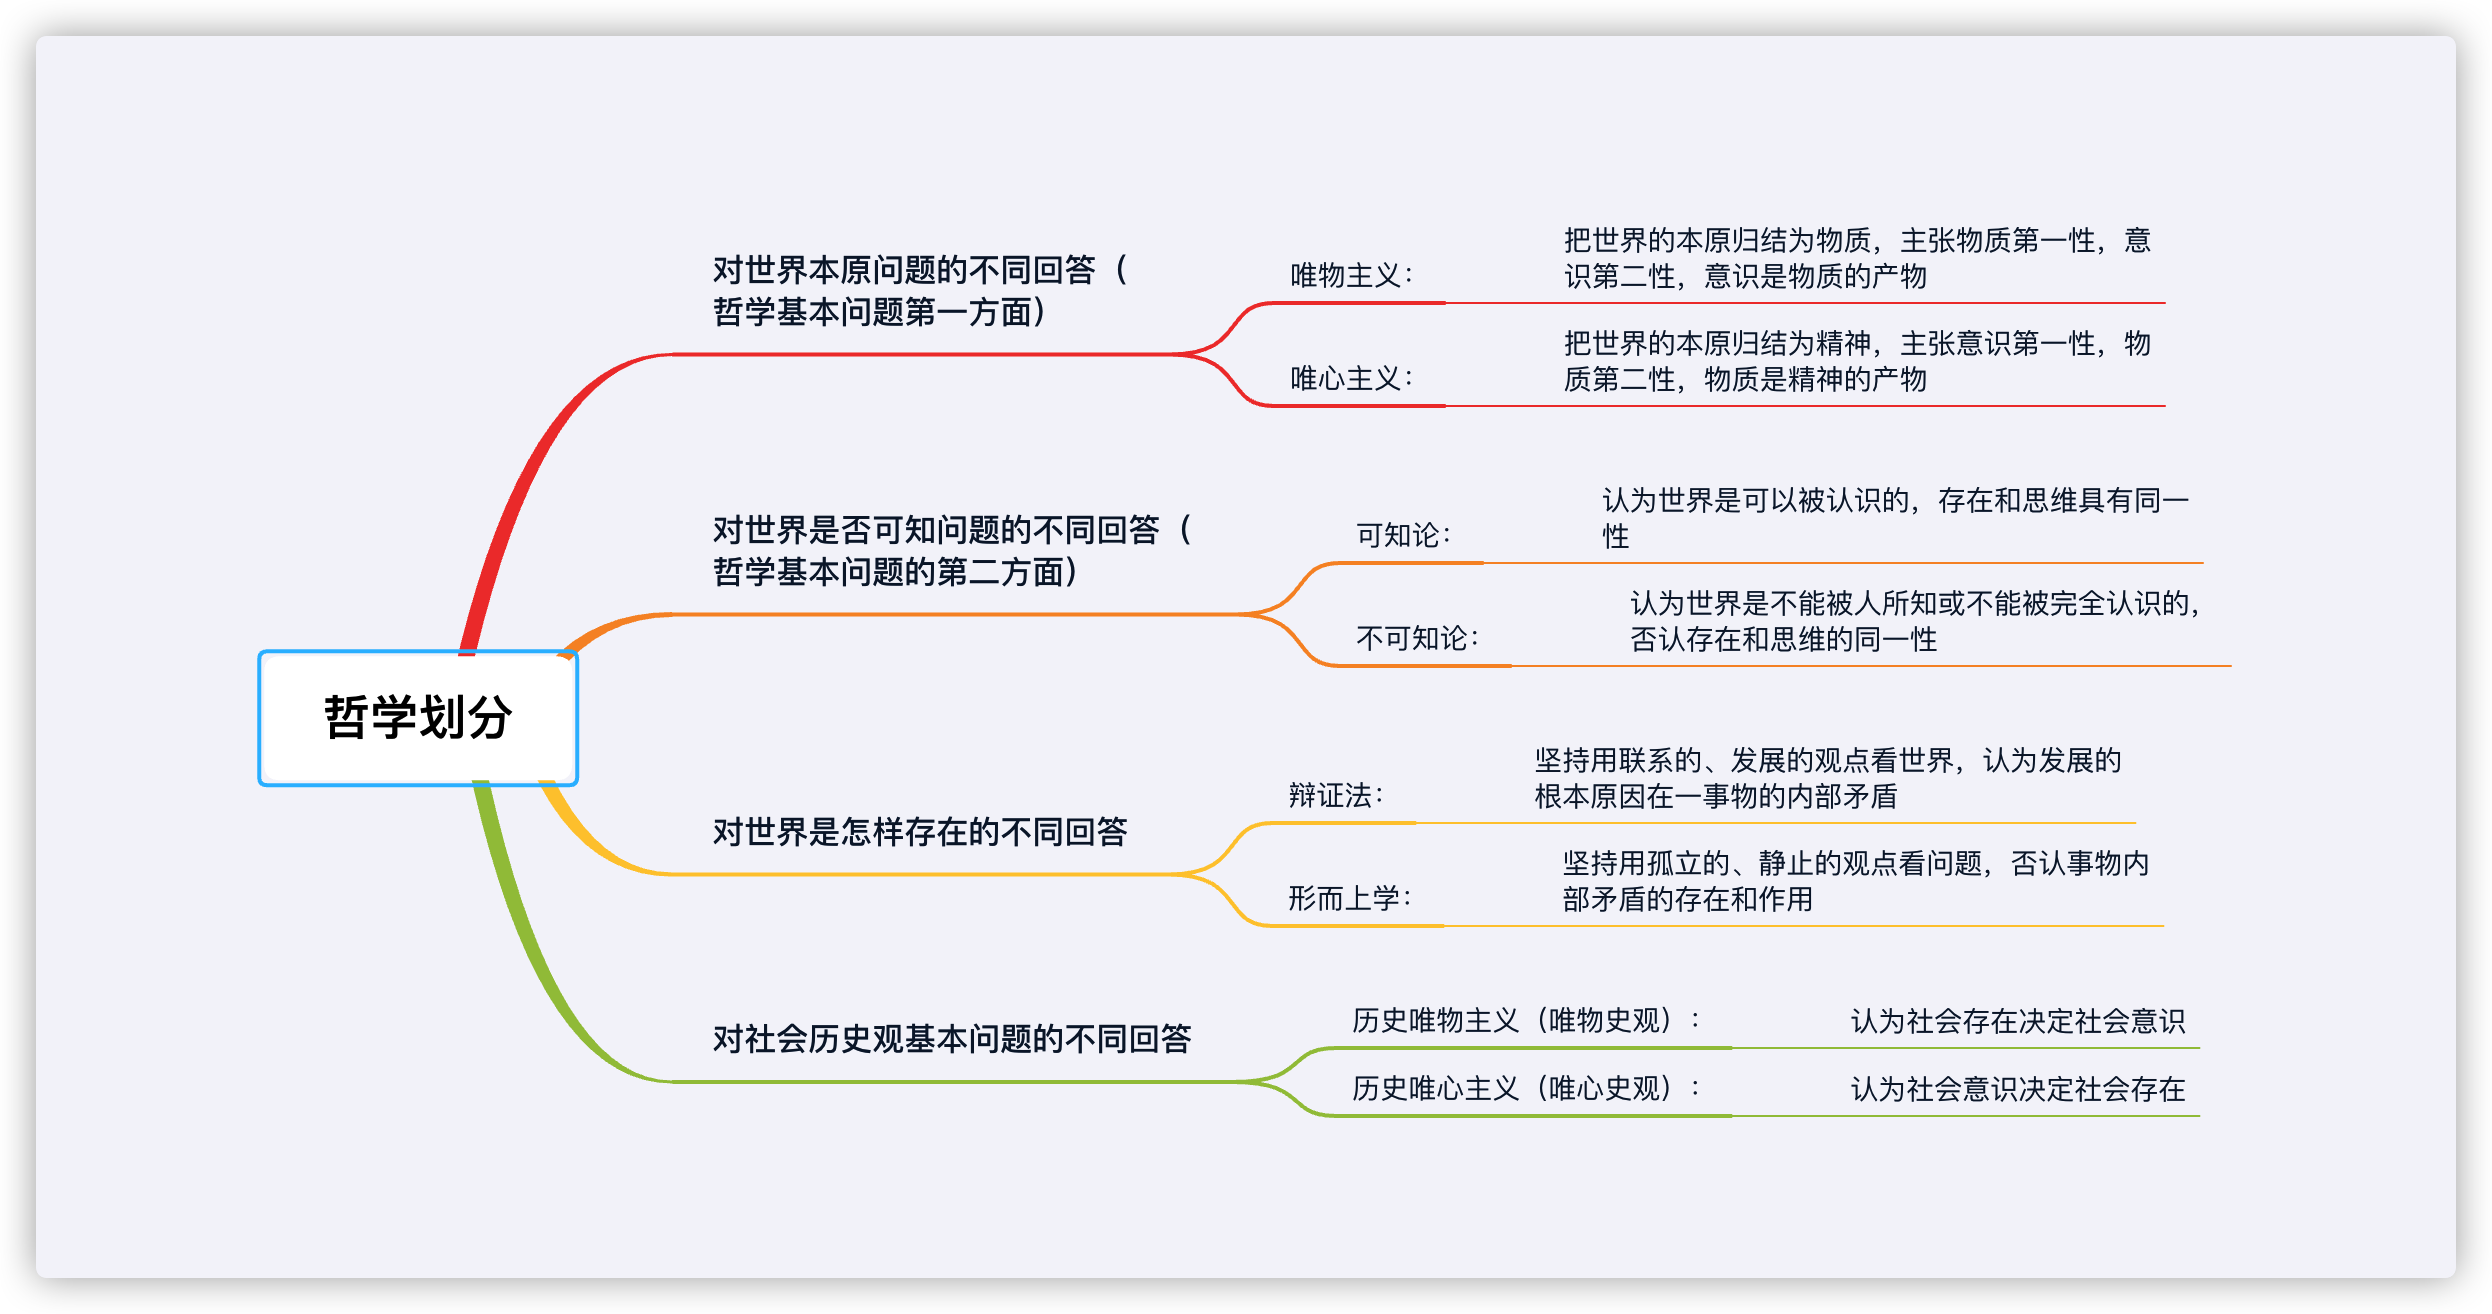 哲学划分
对世界本原问题的不同回答（
哲学基本问题第一方面）
唯物主义：
把世界的本原归结为物质，主张物质第一性，意
识第二性，意识是物质的产物
唯心主义：
把世界的本原归结为精神，主张意识第一性，物
质第二性，物质是精神的产物
对世界是否可知问题的不同回答（
哲学基本问题的第二方面）
可知论：
认为世界是可以被认识的，存在和思维具有同一
性
不可知论：
认为世界是不能被人所知或不能被完全认识的，
否认存在和思维的同一性
对世界是怎样存在的不同回答
辩证法：
坚持用联系的、发展的观点看世界，认为发展的
根本原因在一事物的内部矛盾
形而上学：
坚持用孤立的、静止的观点看问题，否认事物内
部矛盾的存在和作用
对社会历史观基本问题的不同回答
历史唯物主义（唯物史观）：
认为社会存在决定社会意识
历史唯心主义（唯心史观）：
认为社会意识决定社会存在